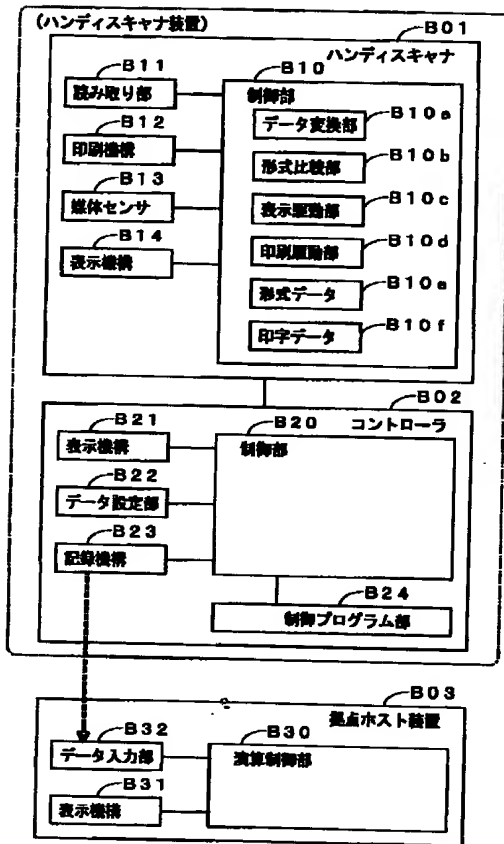 (ハンディスキャナ装置)
B01
ハンディスキャナ
B11
読み取り部
B12
印刷機構
B13
媒体センサ
B14
表示機構
B10
制御部
データ変換部
B10a
形式比較部
B10b
表示駆動部
B10c
印刷駆動部
B10d
形式データ
B10e
印字データ
B10f
B02
コントローラ
B21
表示機構
B22
データ設定部
B23
記録機構
B20
制御部
B24
制御プログラム部
B03
拠点ホスト装置
B32
データ入力部
B31
表示機構
B30
演算制御部